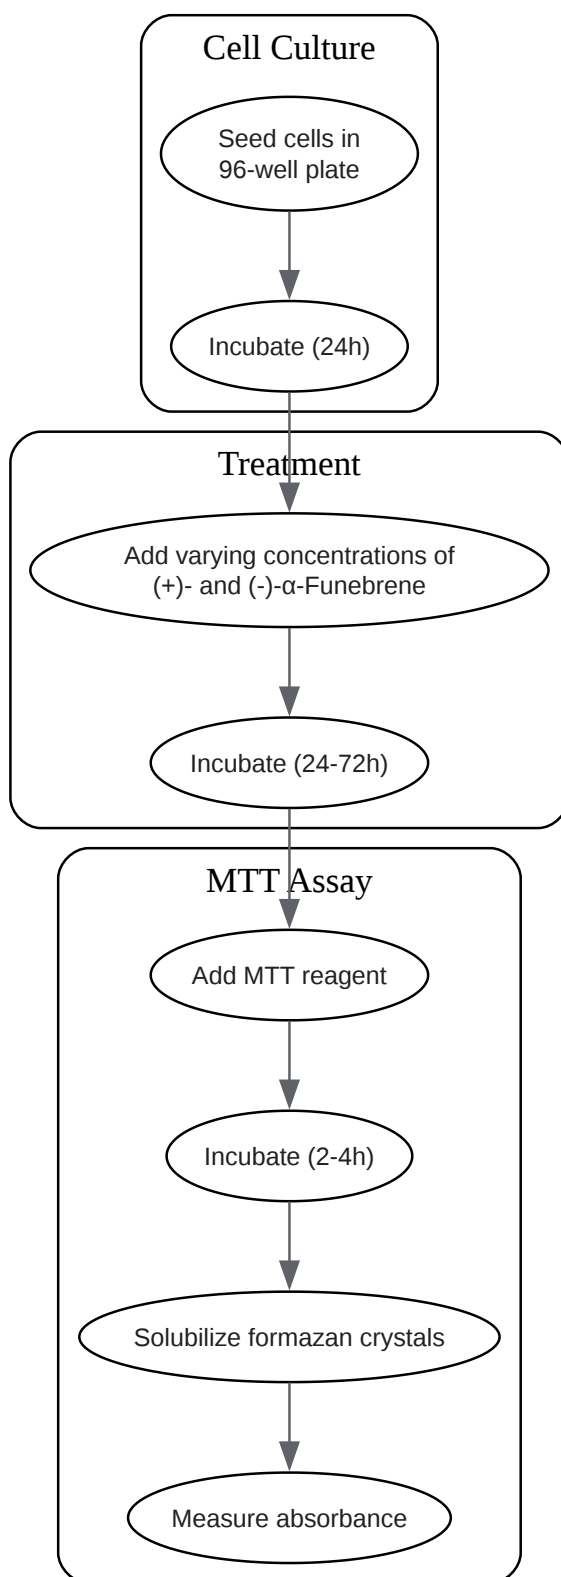 Cell Culture
Seed cells in
96-well plate
Incubate (24h)
Treatment
Add varying concentrations of
(+)- and (-)-α-Funebrene
Incubate (24-72h)
MTT Assay
Add MTT reagent
Incubate (2-4h)
Solubilize formazan crystals
Measure absorbance